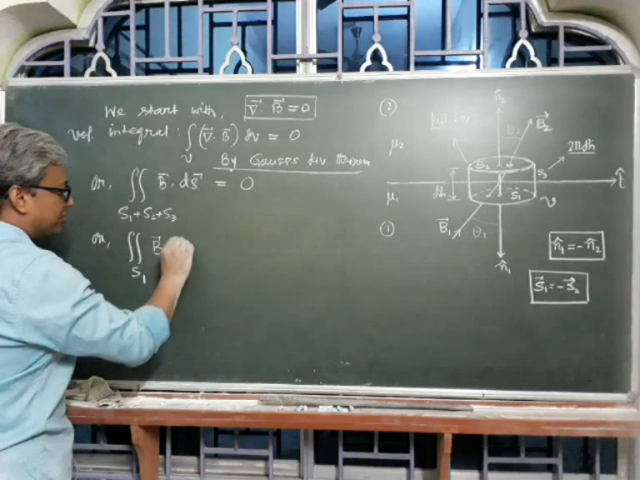 We start with, ∇⃗ · B⃗ = 0
Vol. integral : ∫ᵥ (∇⃗ · B⃗) dv = 0
By Gauss's div. theorem
or, ∬ B⃗ . ds⃗ = 0
S₁+S₂+S₃
or, ∬ B⃗
S₁
②
n̂₂
B⃗₂
μ₂
2πdh
S₂
S₃
t̂
μ₁
S₁
v
B⃗₁
θ₁
①
n̂₁
n̂₁ = -n̂₂
S⃗₁ = -S⃗₂